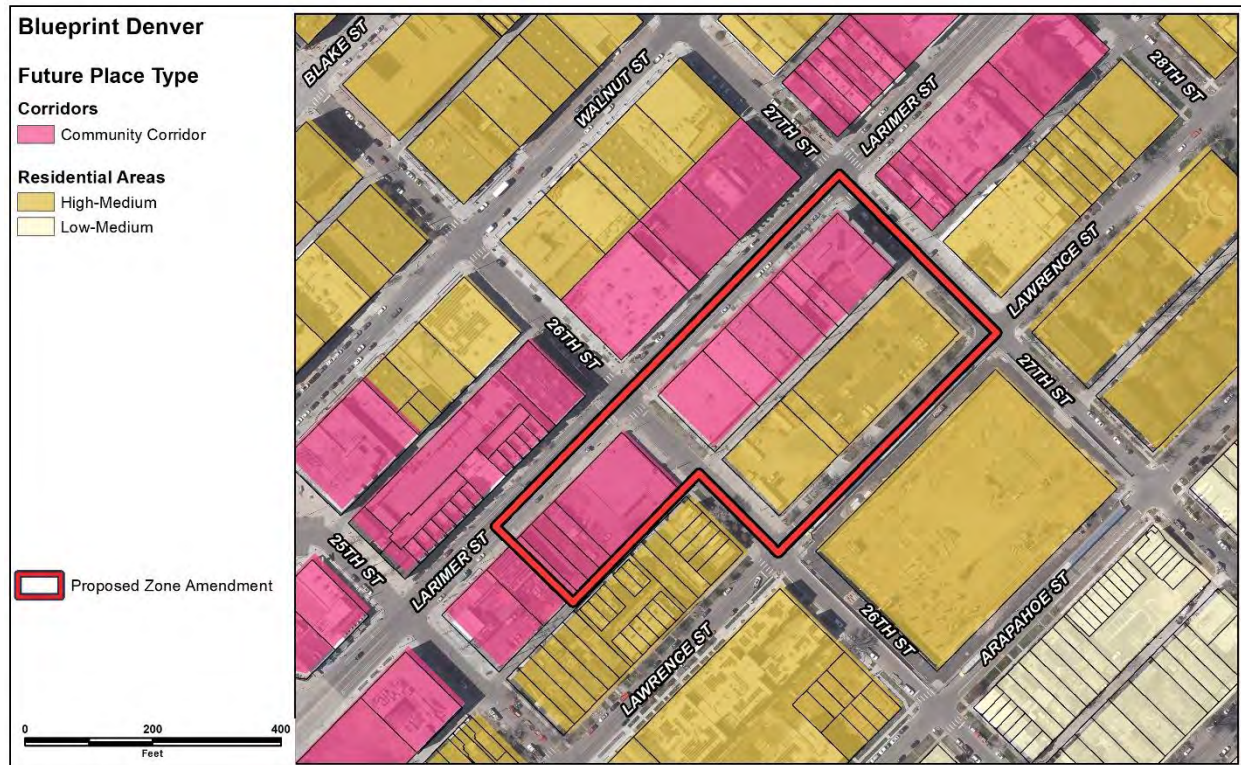 Blueprint Denver
Future Place Type
Corridors
Community Corridor
Residential Areas
High-Medium
Low-Medium
Proposed Zone Amendment
0 200 400
Feet
BLAKE ST
WALNUT ST
27TH ST
LARIMER ST
28TH ST
LAWRENCE ST
26TH ST
27TH ST
25TH ST
LARIMER ST
LAWRENCE ST
26TH ST
ARAPAHOE ST